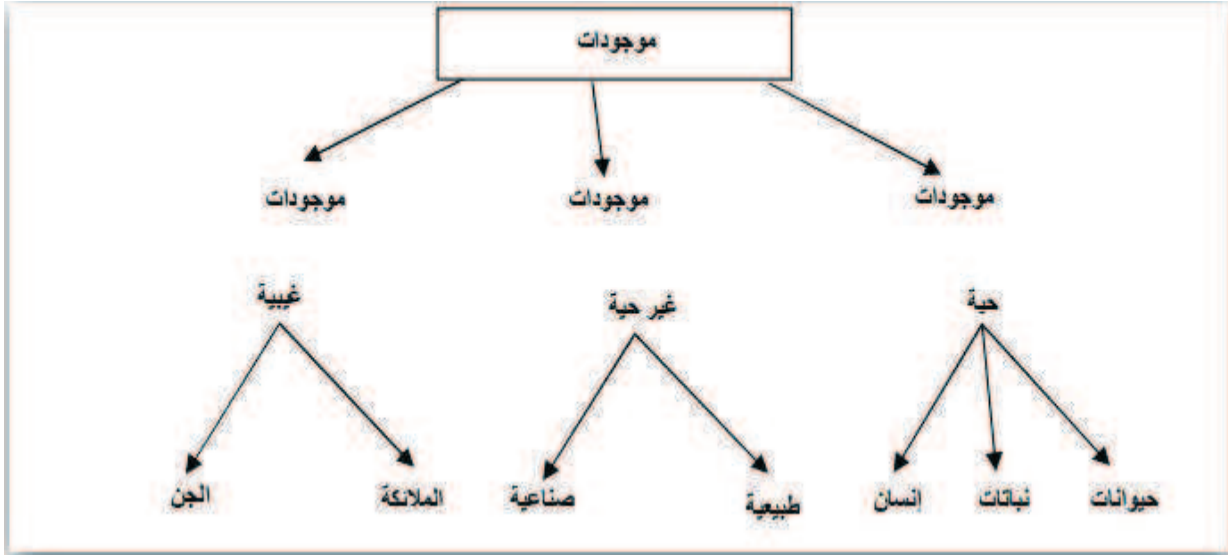 موجودات
موجودات موجودات موجودات
حية غير حية غيبية
حيوانات نباتات إنسان طبيعية صناعية الملائكة الجن